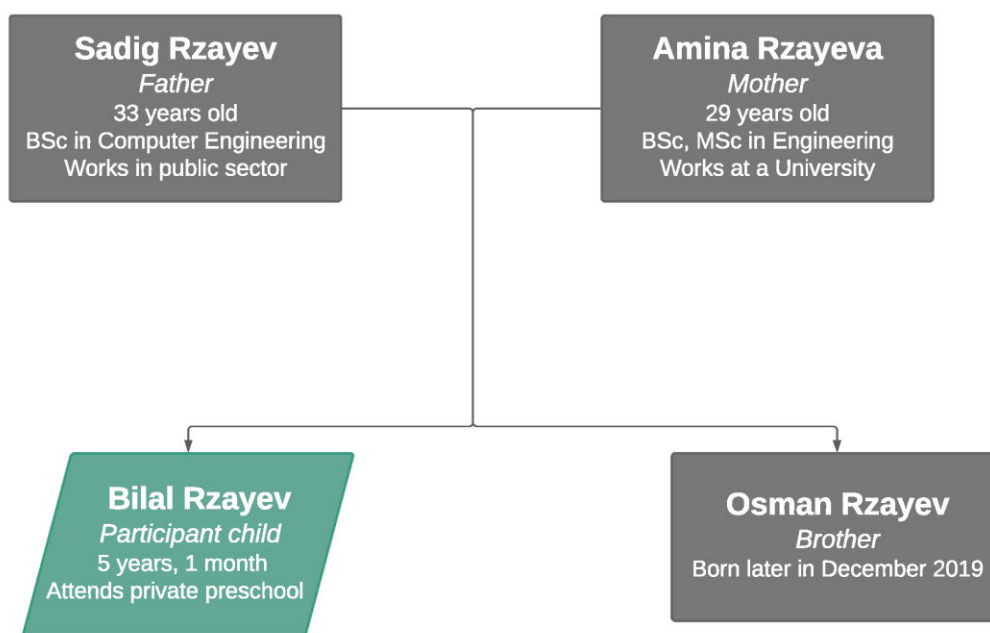 Sadig Rzayev
Father
33 years old
BSc in Computer Engineering
Works in public sector
Amina Rzayeva
Mother
29 years old
BSc, MSc in Engineering
Works at a University
Bilal Rzayev
Participant child
5 years, 1 month
Attends private preschool
Osman Rzayev
Brother
Born later in December 2019